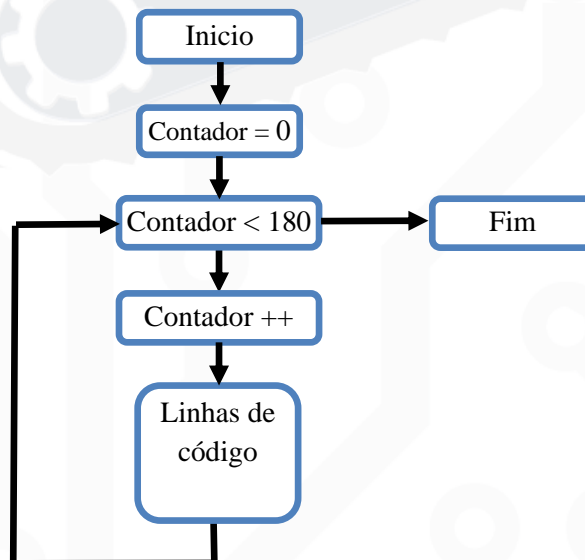 Inicio
Contador = 0
Contador < 180
Fim
Contador ++
Linhas de
código